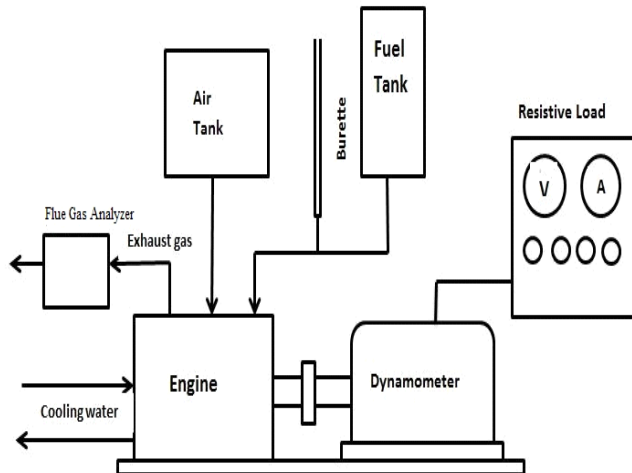 Fuel
Tank
Air
Tank
Burette
Resistive Load
V
A
Flue Gas Analyzer
Exhaust gas
Engine
Dynamometer
Cooling water